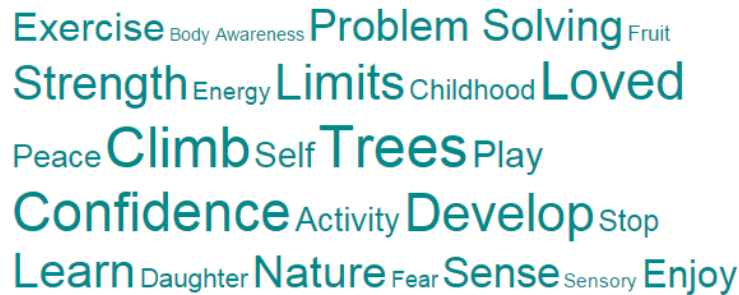 Exercise Body Awareness Problem Solving Fruit
Strength Energy Limits Childhood Loved
Peace Climb Self Trees Play
Confidence Activity Develop Stop
Learn Daughter Nature Fear Sense Sensory Enjoy